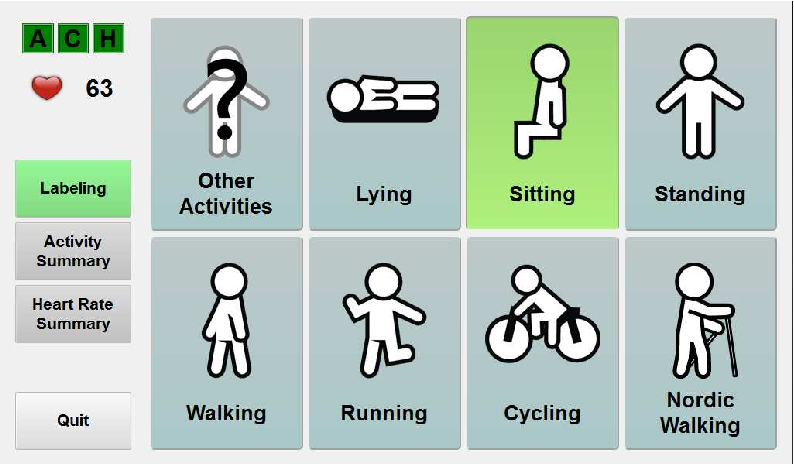 A C H
63
Labeling
Activity
Summary
Heart Rate
Summary
Quit
?
Other
Activities
Lying
Sitting
Standing
Walking
Running
Cycling
Nordic
Walking